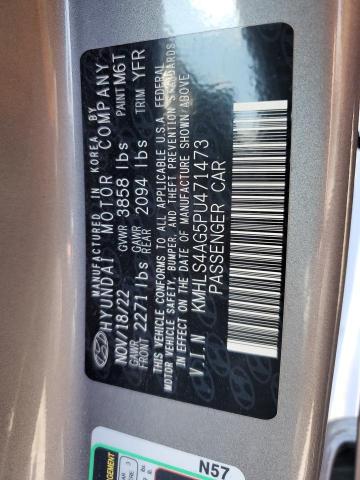 MANUFACTURED IN KOREA BY
HYUNDAI MOTOR COMPANY
NOV/18/22 GVWR 3858 lbs PAINT M6T
GAWR FRONT 2271 lbs GAWR REAR 2094 lbs TRIM YFR
THIS VEHICLE CONFORMS TO ALL APPLICABLE U.S.A. FEDERAL
MOTOR VEHICLE SAFETY, BUMPER, AND THEFT PREVENTION STANDARDS
IN EFFECT ON THE DATE OF MANUFACTURE SHOWN ABOVE
V I N KMHLS4AG5PU471473
PASSENGER CAR
N57